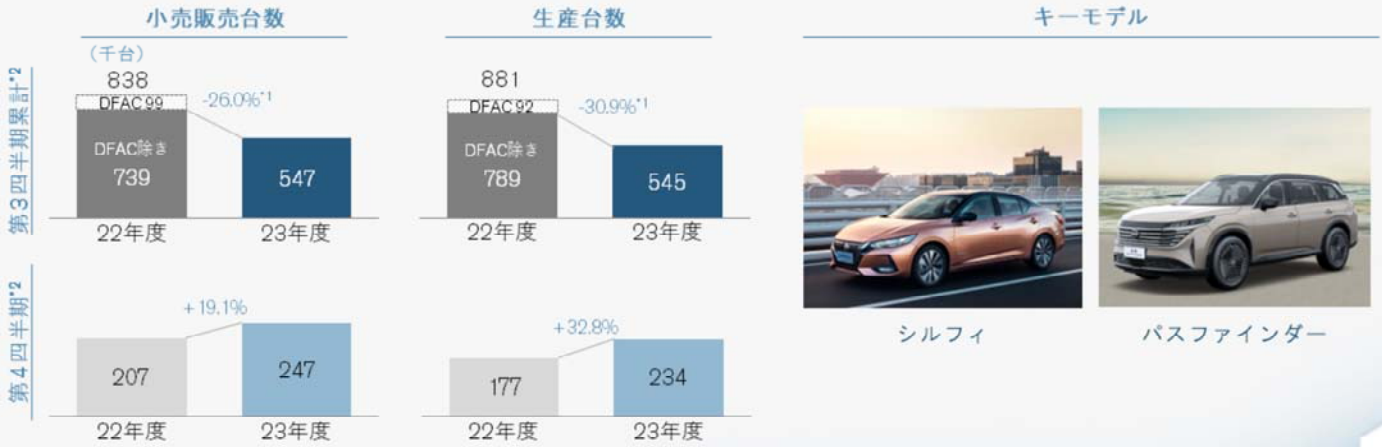 小売販売台数
生産台数
キーモデル
第3四半期累計*2
（千台）
838
DFAC 99
-26.0%*1
DFAC除き
739
547
22年度
23年度
881
DFAC 92
-30.9%*1
DFAC除き
789
545
22年度
23年度
シルフィ
パスファインダー
第4四半期*2
+19.1%
207
247
22年度
23年度
+32.8%
177
234
22年度
23年度